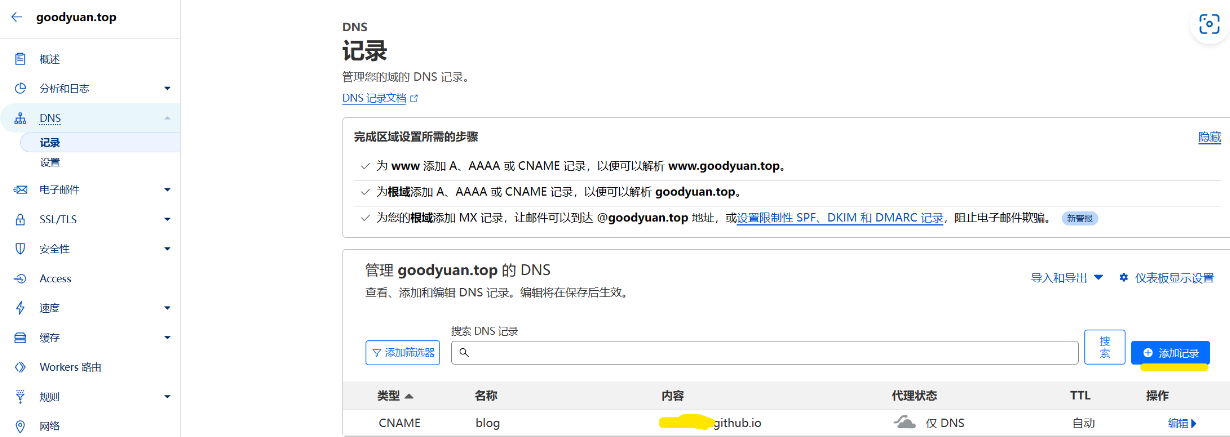 goodyuan.top
概述
分析和日志
DNS
记录
设置
电子邮件
SSL/TLS
安全性
Access
速度
缓存
Workers 路由
规则
网络
DNS
记录
管理您的域的 DNS 记录。
DNS 记录文档
完成区域设置所需的步骤
隐藏
为 www 添加 A、AAAA 或 CNAME 记录，以便可以解析 www.goodyuan.top。
为根域添加 A、AAAA 或 CNAME 记录，以便可以解析 goodyuan.top。
为您的根域添加 MX 记录，让邮件可以到达 @goodyuan.top 地址，或设置限制性 SPF、DKIM 和 DMARC 记录，阻止电子邮件欺骗。 新警报
管理 goodyuan.top 的 DNS
查看、添加和编辑 DNS 记录。编辑将在保存后生效。
导入和导出 仪表板显示设置
搜索 DNS 记录
添加筛选器
搜
索
添加记录
类型 名称 内容 代理状态 TTL 操作
CNAME blog github.io 仅 DNS 自动 编辑